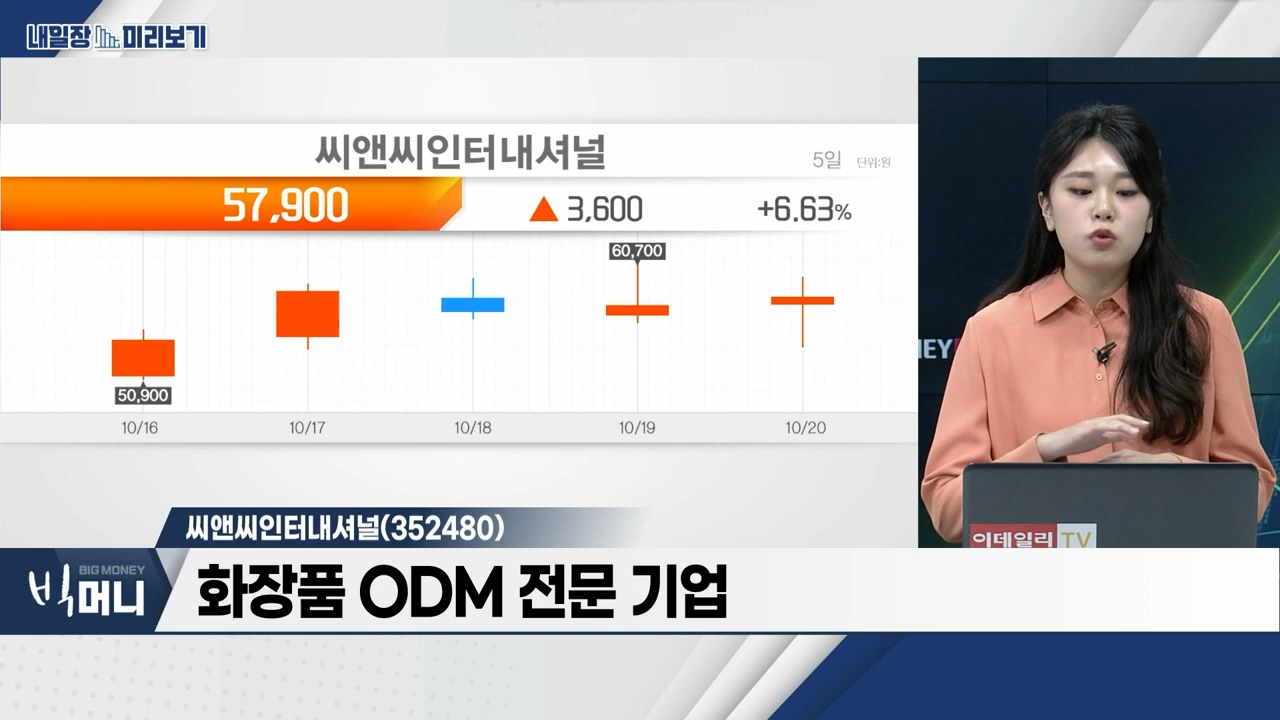 내일장 미리보기
씨앤씨인터내셔널
5일 단위:원
57,900 ▲ 3,600 +6.63%
60,700
50,900
10/16 10/17 10/18 10/19 10/20
NEY
이데일리 TV
씨앤씨인터내셔널(352480)
빅머니 BIG MONEY
화장품 ODM 전문 기업